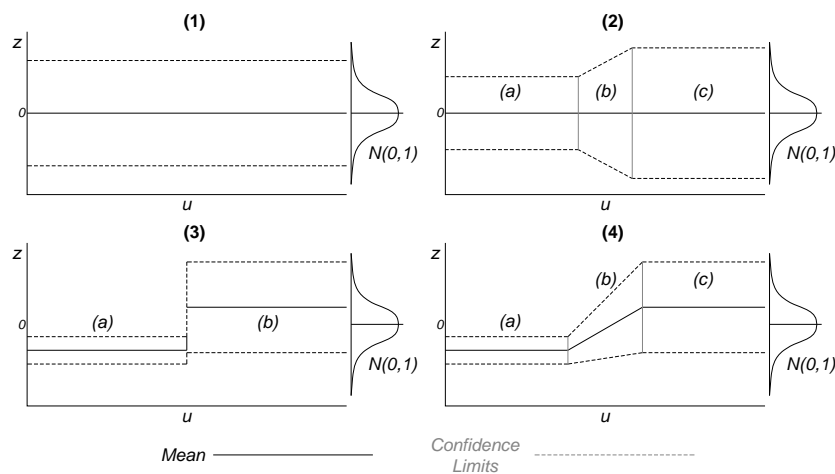 (1)
z
0
N(0,1)
u
(2)
z
(a)
(b)
(c)
0
N(0,1)
u
(3)
z
0
(a)
(b)
N(0,1)
u
(4)
z
(b)
(c)
0
(a)
N(0,1)
u
Mean
Confidence
Limits